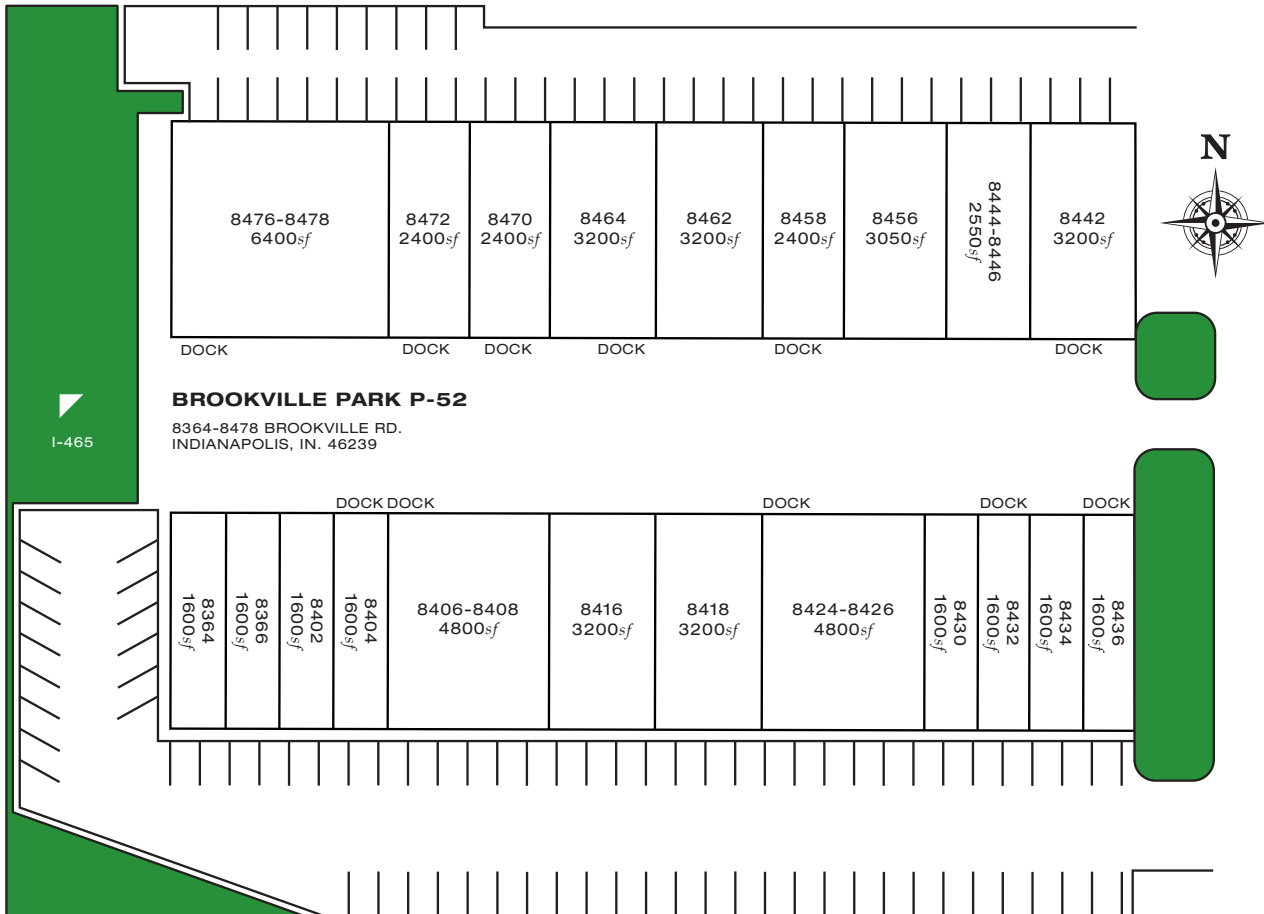 N
8476-8478
6400sf
8472
2400sf
8470
2400sf
8464
3200sf
8462
3200sf
8458
2400sf
8456
3050sf
8444-8446
2550sf
8442
3200sf
DOCK
DOCK
DOCK
DOCK
DOCK
DOCK
BROOKVILLE PARK P-52
8364-8478 BROOKVILLE RD.
INDIANAPOLIS, IN. 46239
I-465
DOCK
DOCK
DOCK
DOCK
DOCK
8364
1600sf
8366
1600sf
8402
1600sf
8404
1600sf
8406-8408
4800sf
8416
3200sf
8418
3200sf
8424-8426
4800sf
8430
1600sf
8432
1600sf
8434
1600sf
8436
1600sf